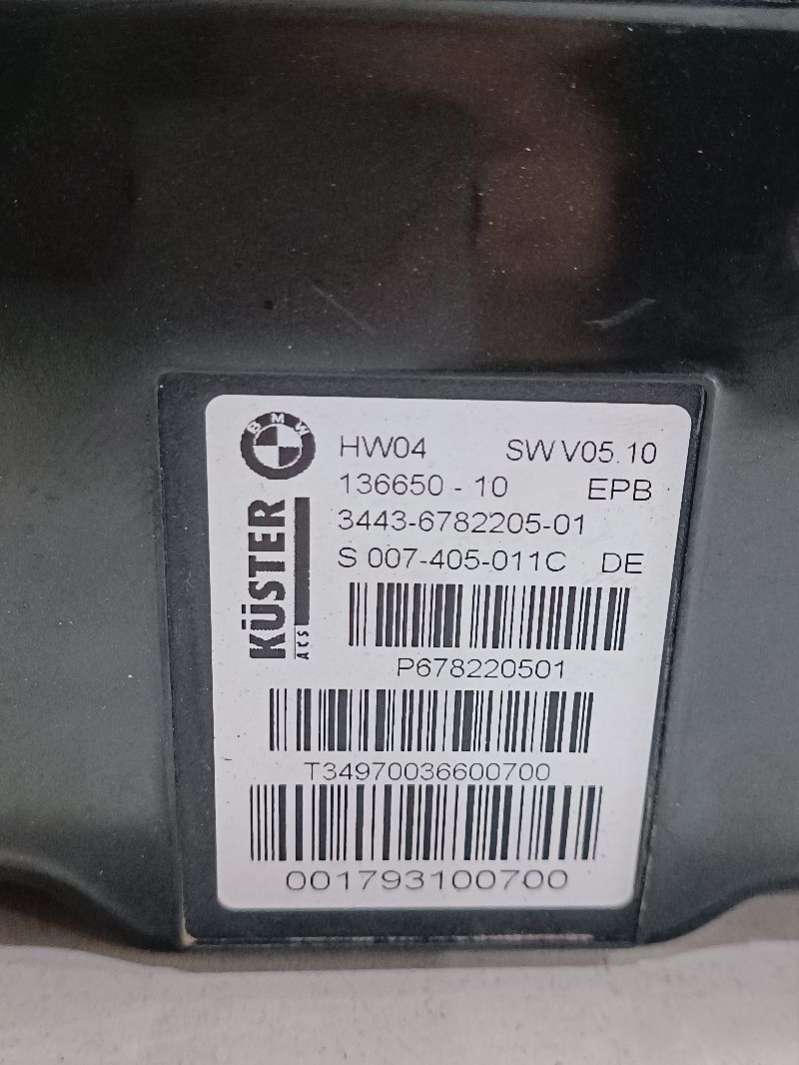 BMW
HW04 SW V05.10
136650 - 10 EPB
3443-6782205-01
S 007-405-011C DE
KÜSTER
ACS
P678220501
T34970036600700
001793100700